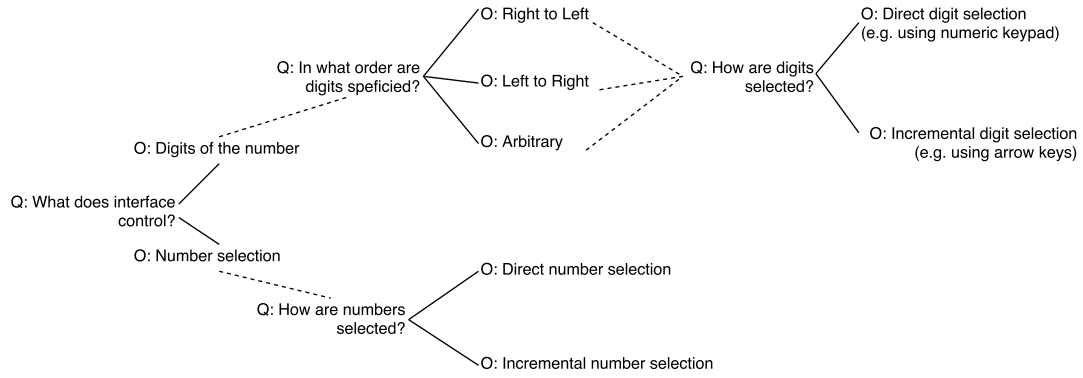 O: Right to Left
O: Direct digit selection
(e.g. using numeric keypad)
Q: In what order are
digits speficied?
O: Left to Right
Q: How are digits
selected?
O: Arbitrary
O: Incremental digit selection
(e.g. using arrow keys)
O: Digits of the number
Q: What does interface
control?
O: Number selection
O: Direct number selection
Q: How are numbers
selected?
O: Incremental number selection